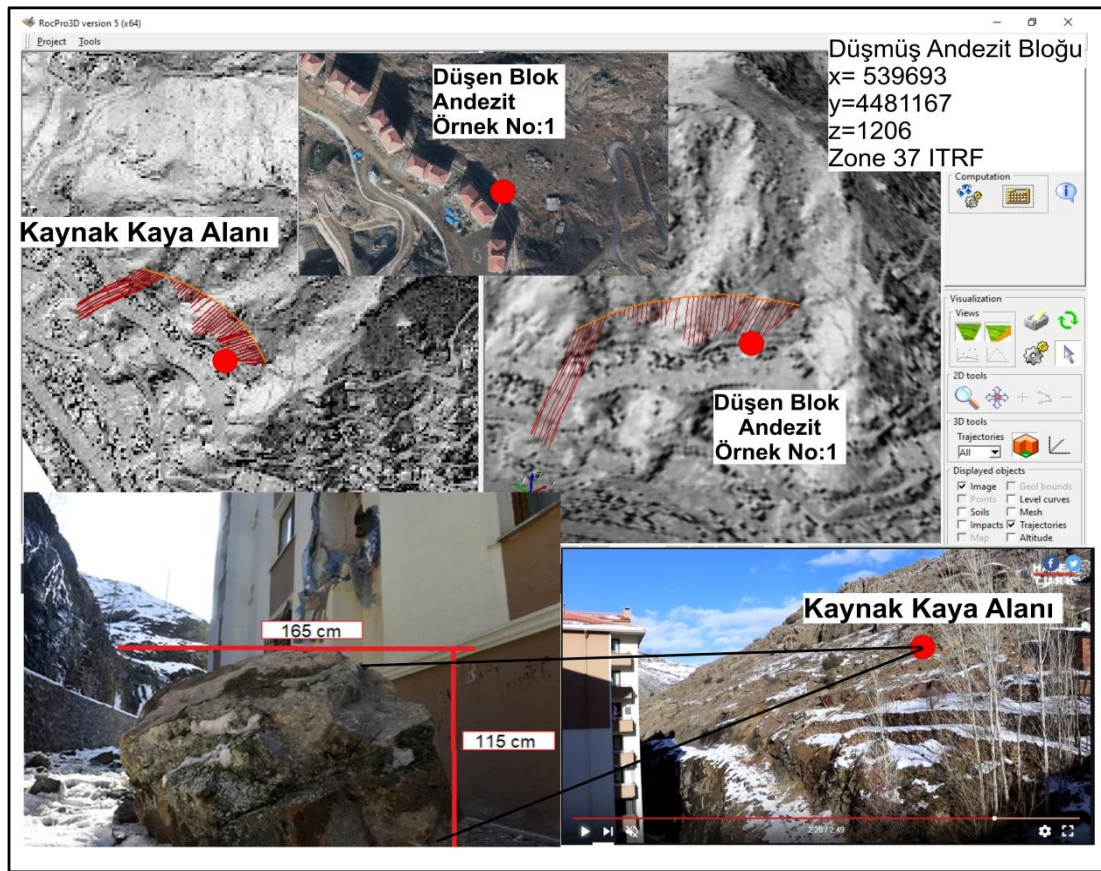 RocPro3D version 5 (x64)
Project Tools
Düşen Blok
Andezit
Örnek No:1
Düşmüş Andezit Bloğu
x= 539693
y=4481167
z=1206
Zone 37 ITRF
Kaynak Kaya Alanı
Computation
Visualization
Views
2D tools
3D tools
Trajectories
All
Displayed objects
Image Geol bounds
Points Level curves
Soils Mesh
Impacts Trajectories
Map Altitude
Düşen Blok
Andezit
Örnek No:1
165 cm
115 cm
Kaynak Kaya Alanı
2:20 / 2:49